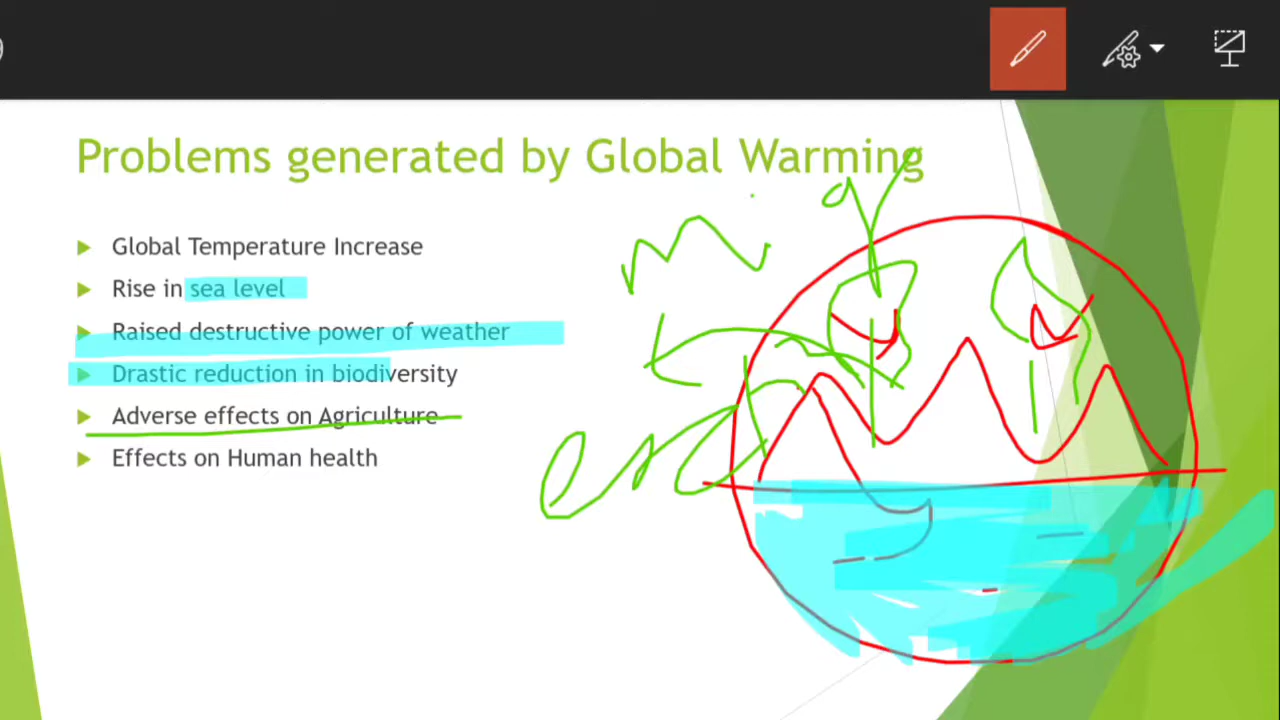 Problems generated by Global Warming
Global Temperature Increase
Rise in sea level
Raised destructive power of weather
Drastic reduction in biodiversity
Adverse effects on Agriculture
Effects on Human health